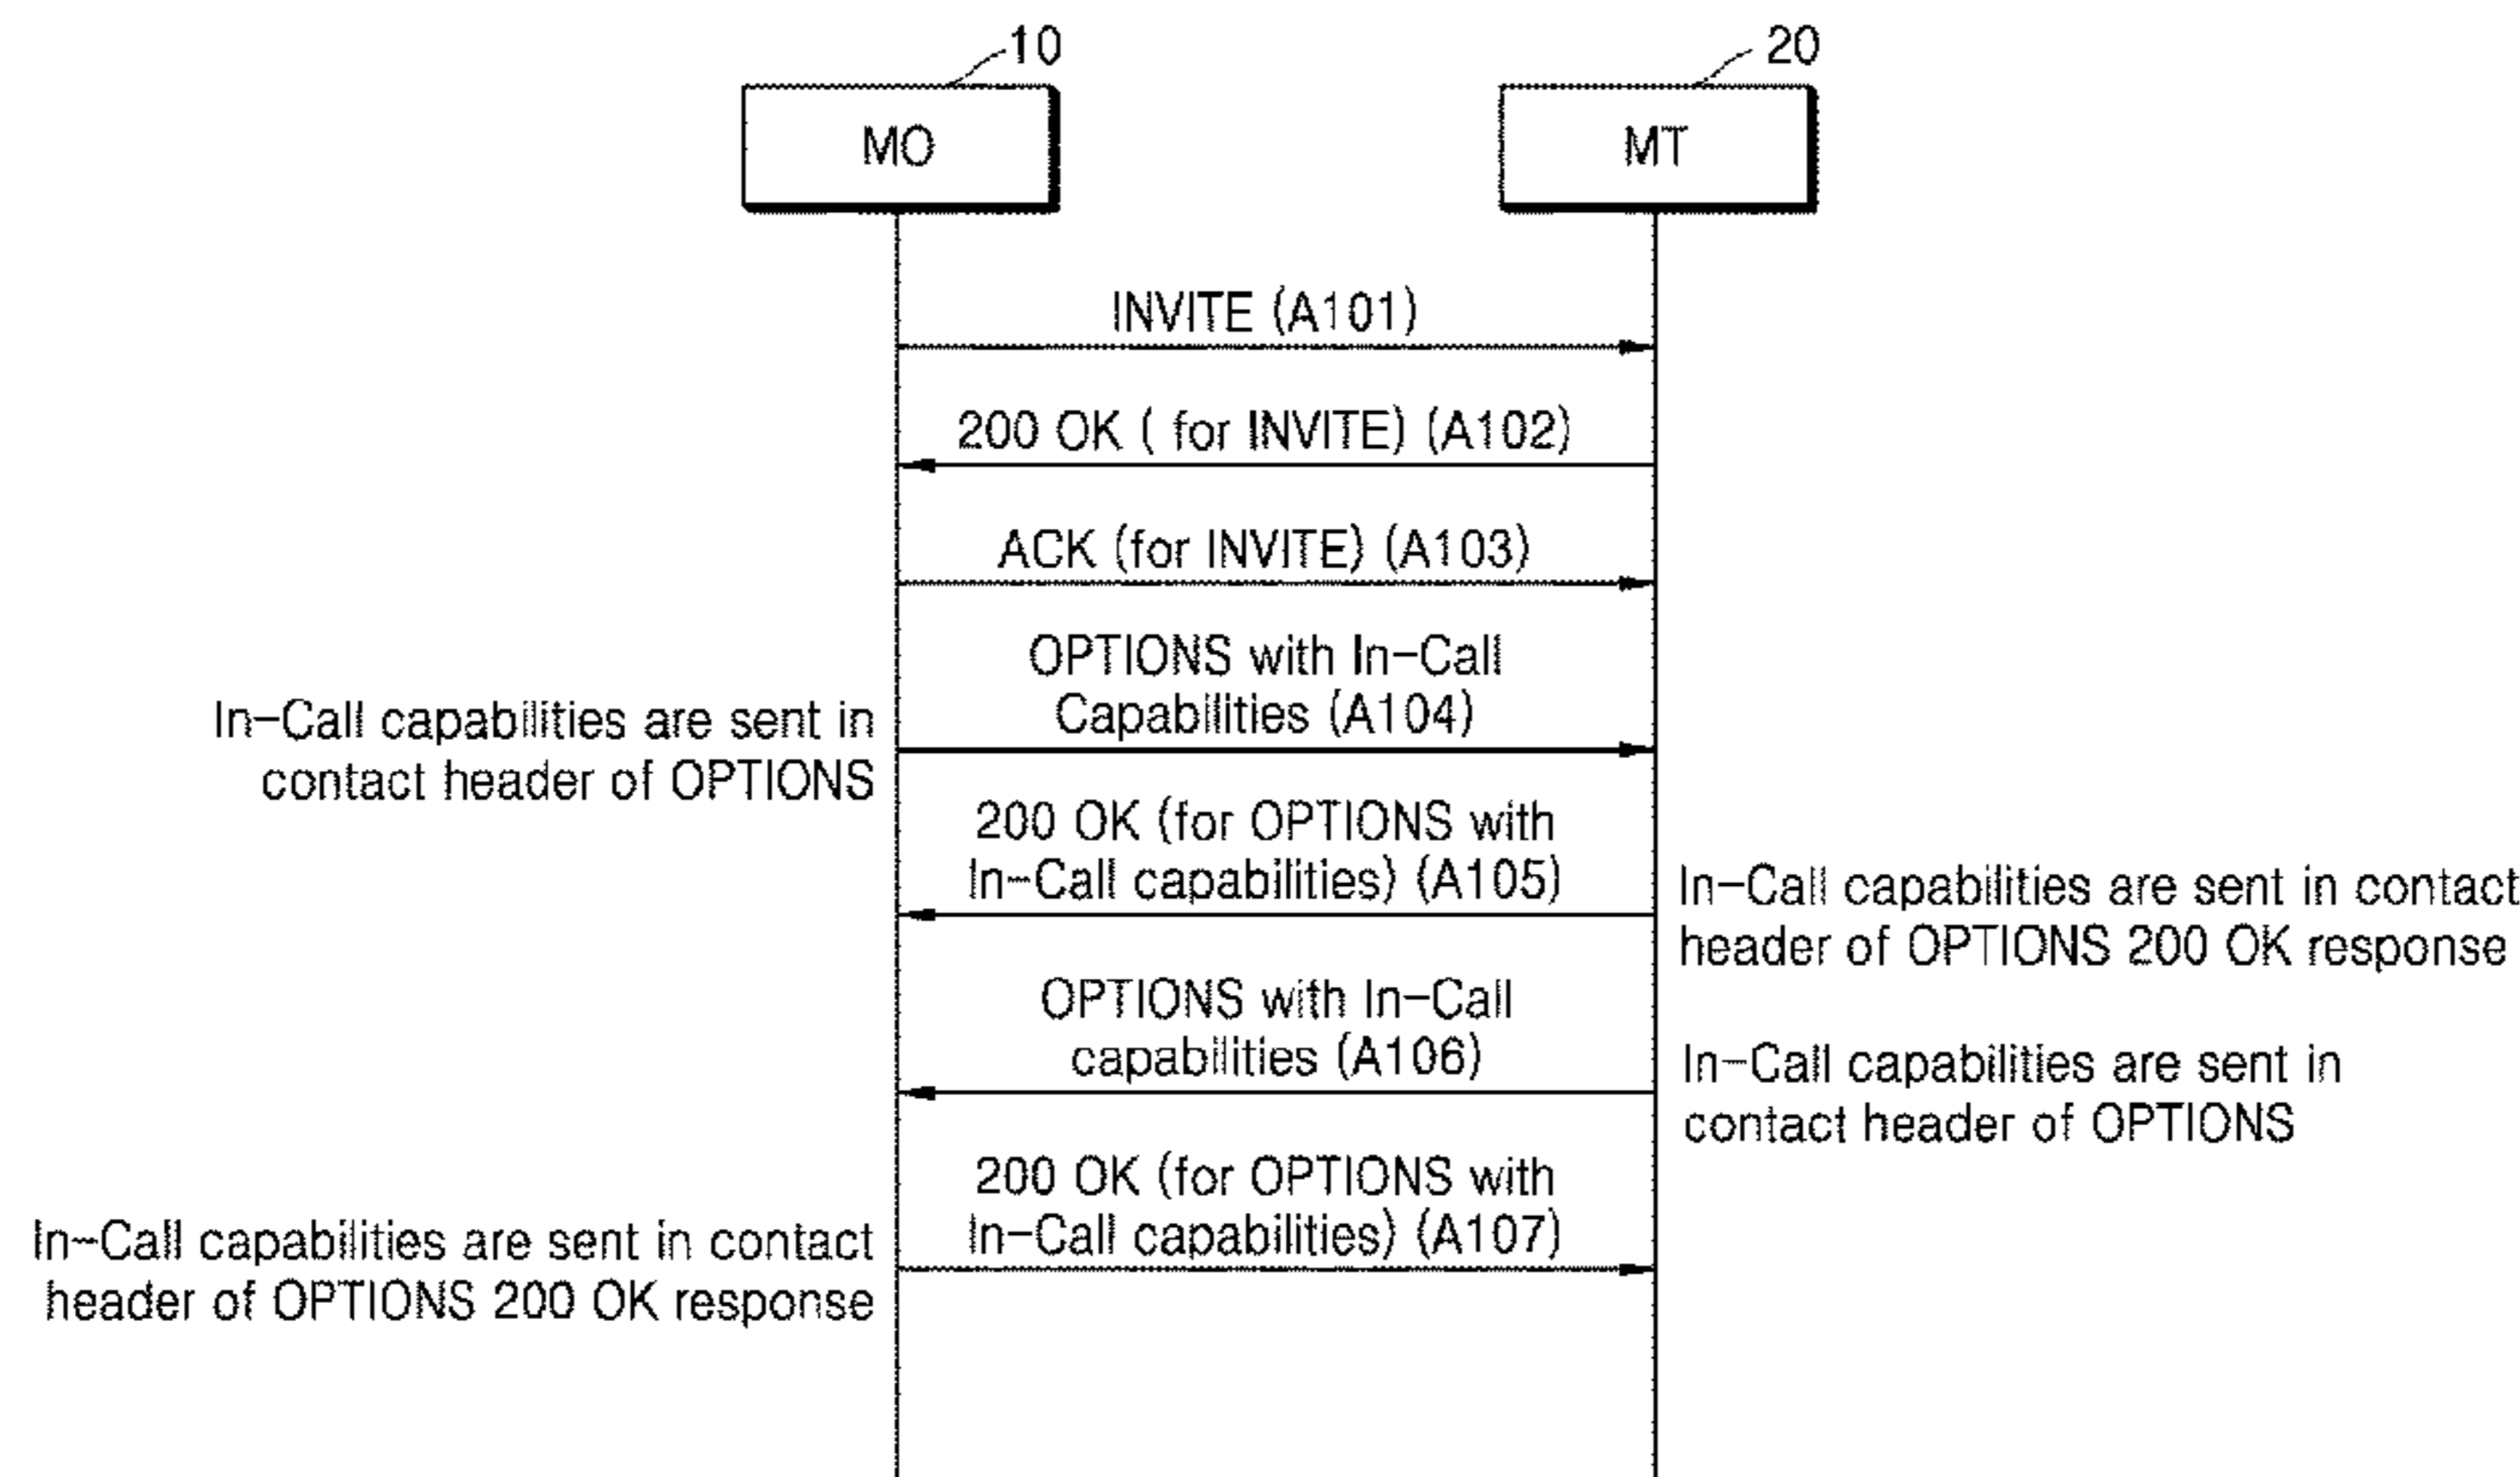 10
20
MO
MT
INVITE (A101)
200 OK ( for INVITE) (A102)
ACK (for INVITE) (A103)
OPTIONS with In-Call
Capabilities (A104)
In-Call capabilities are sent in
contact header of OPTIONS
200 OK (for OPTIONS with
In-Call capabilities) (A105)
In-Call capabilities are sent in contact
header of OPTIONS 200 OK response
OPTIONS with In-Call
capabilities (A106)
In-Call capabilities are sent in
contact header of OPTIONS
200 OK (for OPTIONS with
In-Call capabilities) (A107)
In-Call capabilities are sent in contact
header of OPTIONS 200 OK response